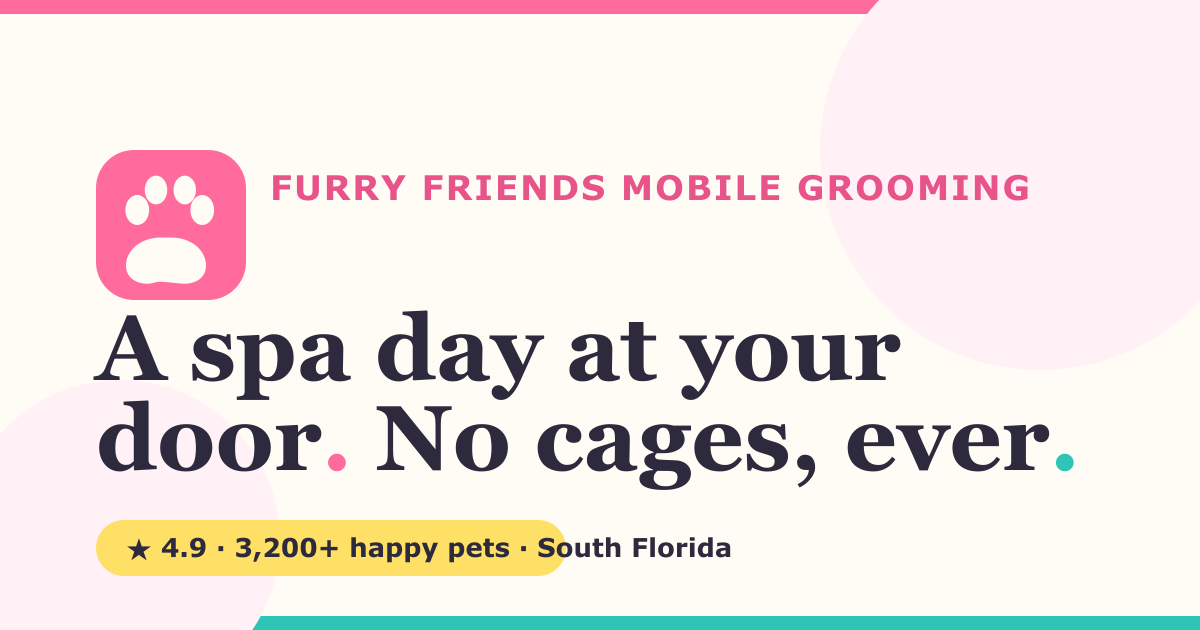 FURRY FRIENDS MOBILE GROOMING
A spa day at your
door. No cages, ever.
★ 4.9 · 3,200+ happy pets · South Florida